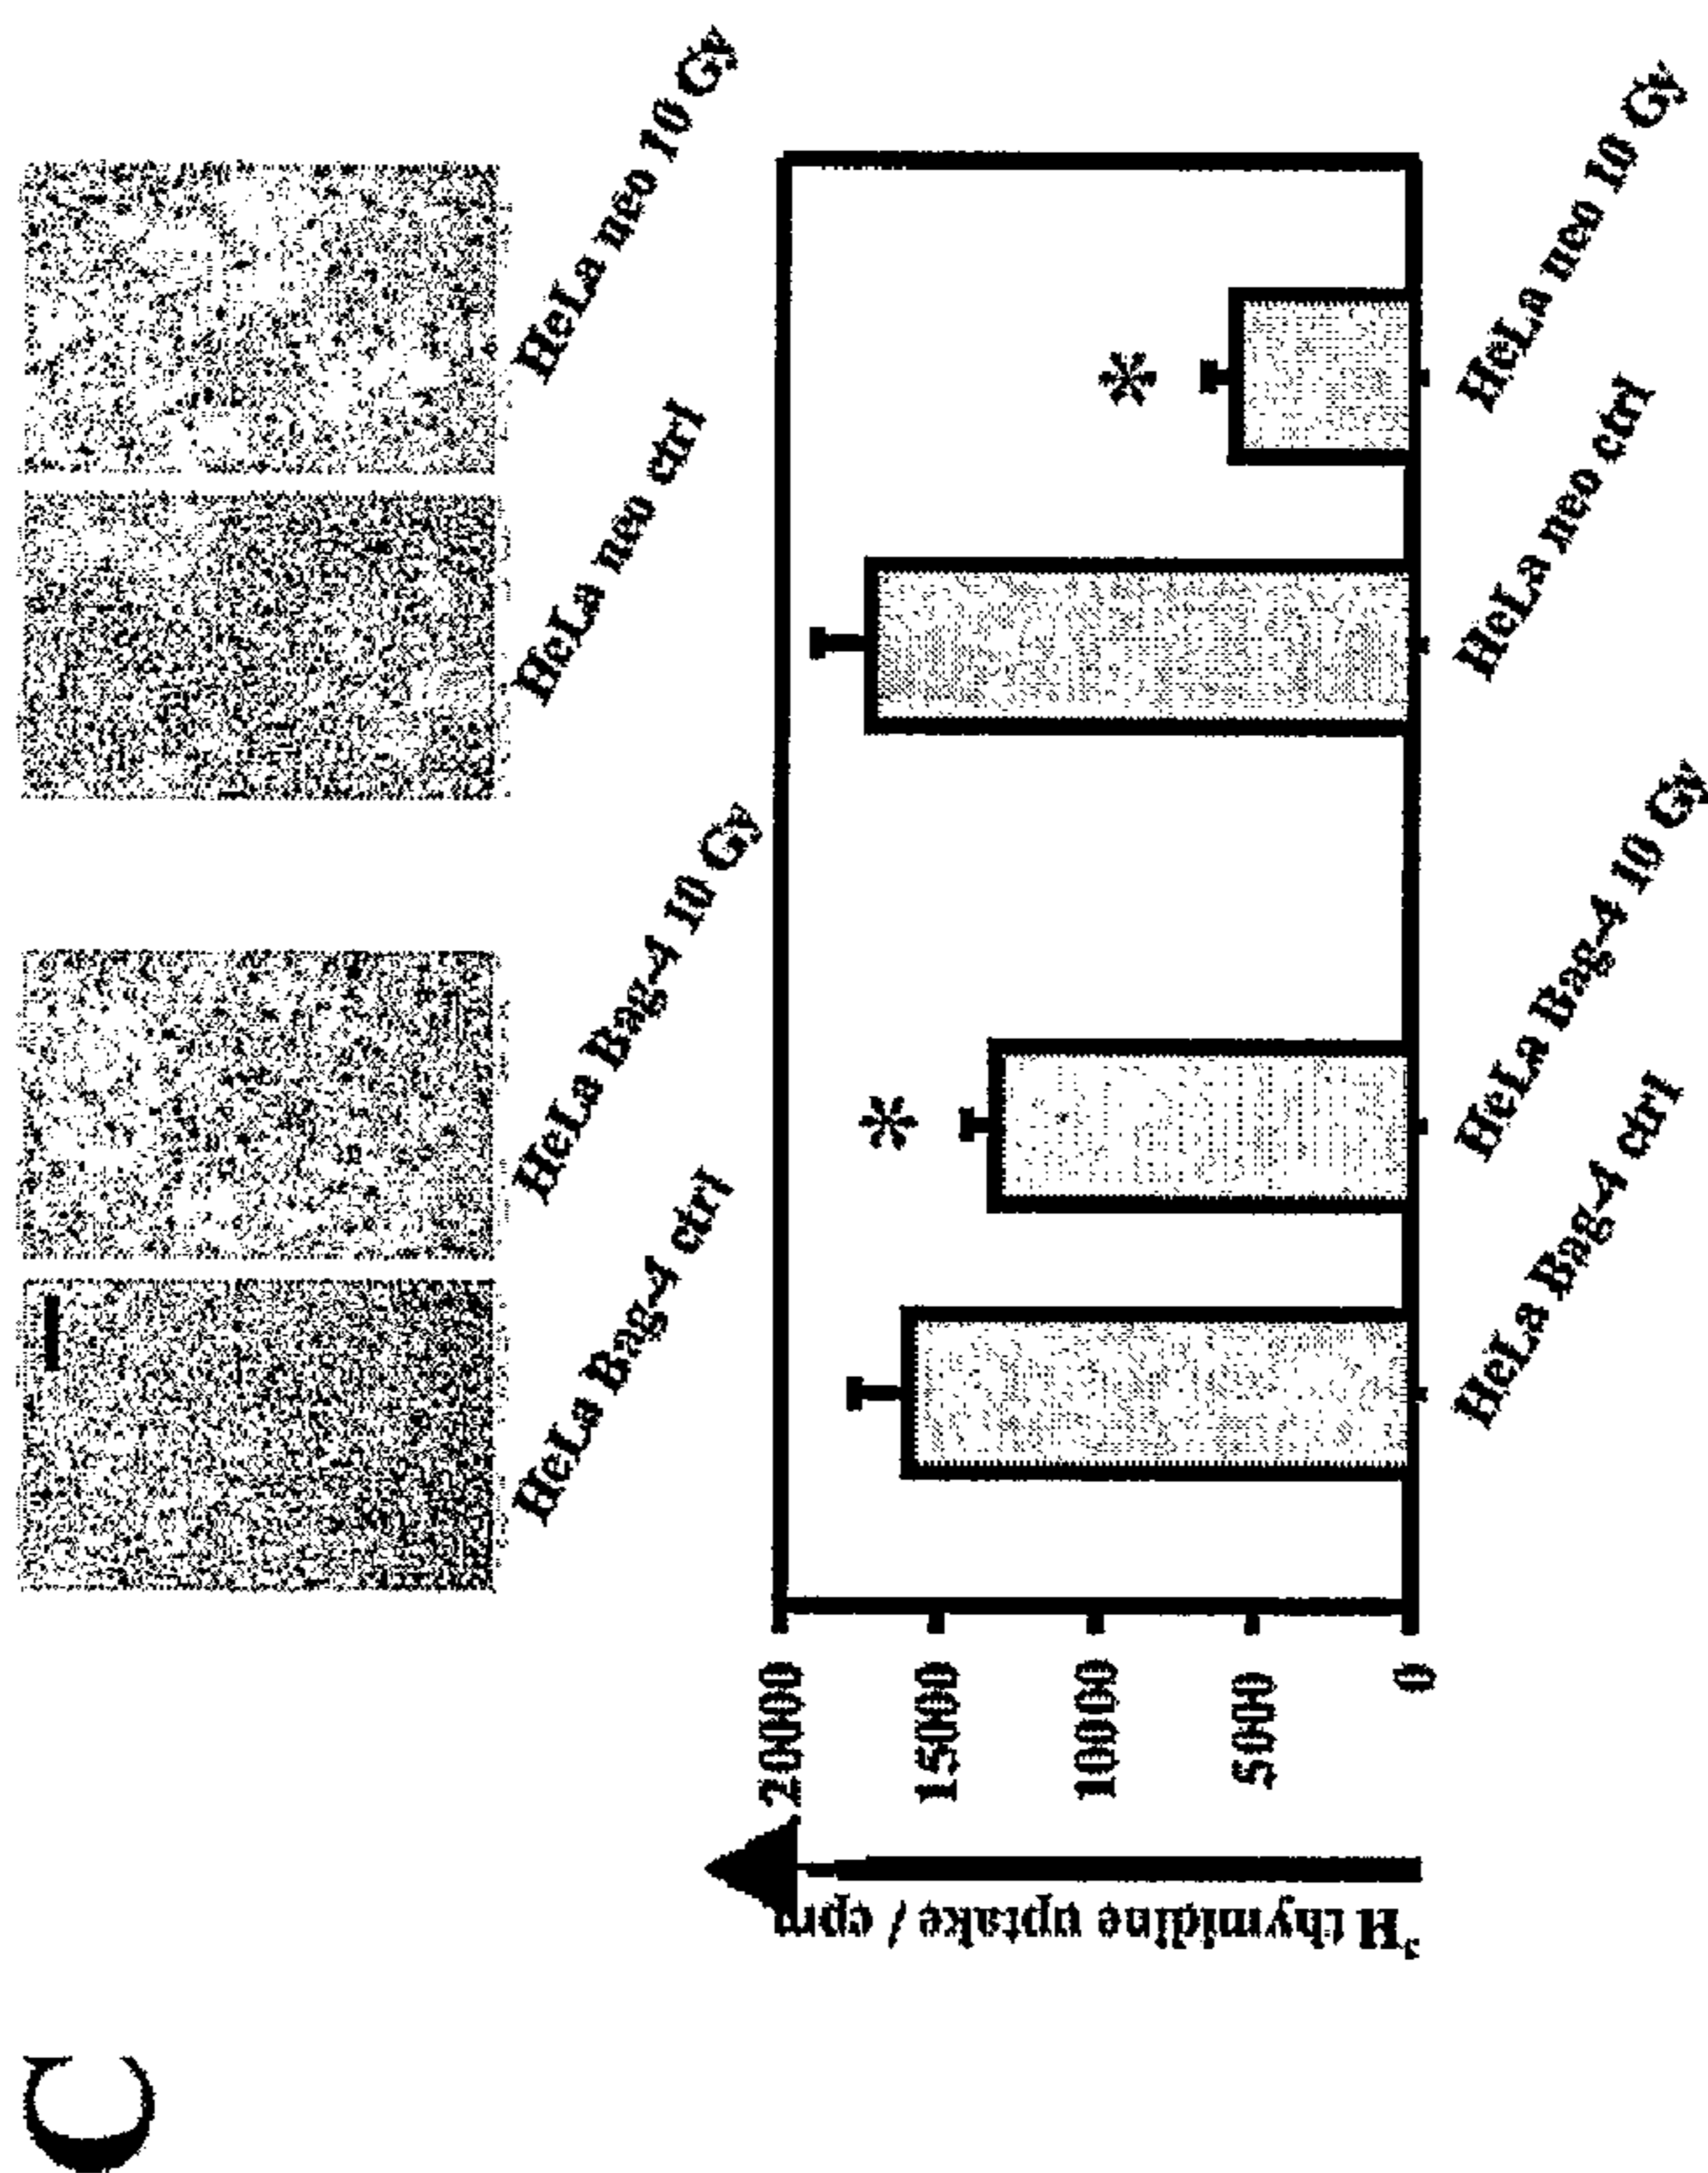 C
HeLa Bag-4 ctrl
HeLa Bag-4 10 Gy
HeLa neo ctrl
HeLa neo 10 Gy
³H thymidine uptake / cpm
20000
15000
10000
5000
0
*
*
HeLa Bag-4 ctrl
HeLa Bag-4 10 Gy
HeLa neo ctrl
HeLa neo 10 Gy